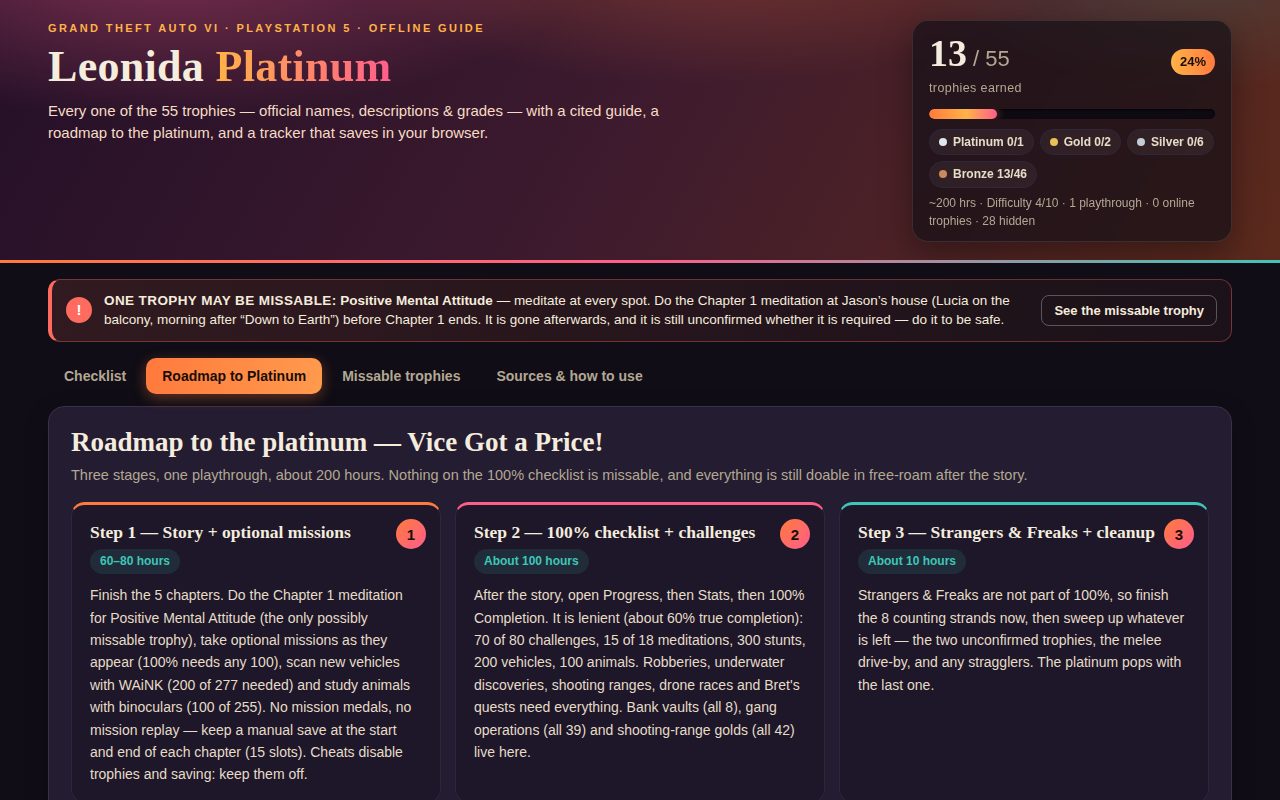 GRAND THEFT AUTO VI · PLAYSTATION 5 · OFFLINE GUIDE
Leonida Platinum
Every one of the 55 trophies — official names, descriptions & grades — with a cited guide, a
roadmap to the platinum, and a tracker that saves in your browser.
13 / 55
24%
trophies earned
Platinum 0/1
Gold 0/2
Silver 0/6
Bronze 13/46
~200 hrs · Difficulty 4/10 · 1 playthrough · 0 online
trophies · 28 hidden
!
ONE TROPHY MAY BE MISSABLE: Positive Mental Attitude — meditate at every spot. Do the Chapter 1 meditation at Jason’s house (Lucia on the
balcony, morning after “Down to Earth”) before Chapter 1 ends. It is gone afterwards, and it is still unconfirmed whether it is required — do it to be safe.
See the missable trophy
Checklist
Roadmap to Platinum
Missable trophies
Sources & how to use
Roadmap to the platinum — Vice Got a Price!
Three stages, one playthrough, about 200 hours. Nothing on the 100% checklist is missable, and everything is still doable in free-roam after the story.
Step 1 — Story + optional missions
1
60–80 hours
Finish the 5 chapters. Do the Chapter 1 meditation
for Positive Mental Attitude (the only possibly
missable trophy), take optional missions as they
appear (100% needs any 100), scan new vehicles
with WAiNK (200 of 277 needed) and study animals
with binoculars (100 of 255). No mission medals, no
mission replay — keep a manual save at the start
and end of each chapter (15 slots). Cheats disable
trophies and saving: keep them off.
Step 2 — 100% checklist + challenges
2
About 100 hours
After the story, open Progress, then Stats, then 100%
Completion. It is lenient (about 60% true completion):
70 of 80 challenges, 15 of 18 meditations, 300 stunts,
200 vehicles, 100 animals. Robberies, underwater
discoveries, shooting ranges, drone races and Bret's
quests need everything. Bank vaults (all 8), gang
operations (all 39) and shooting-range golds (all 42)
live here.
Step 3 — Strangers & Freaks + cleanup
3
About 10 hours
Strangers & Freaks are not part of 100%, so finish
the 8 counting strands now, then sweep up whatever
is left — the two unconfirmed trophies, the melee
drive-by, and any stragglers. The platinum pops with
the last one.